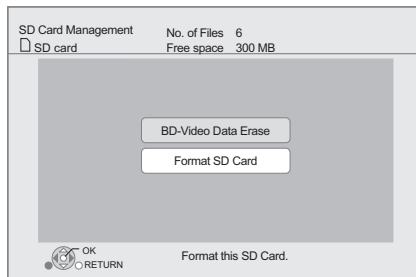 SD Card Management No. of Files 6
SD card Free space 300 MB
BD-Video Data Erase
Format SD Card
OK
RETURN
Format this SD Card.